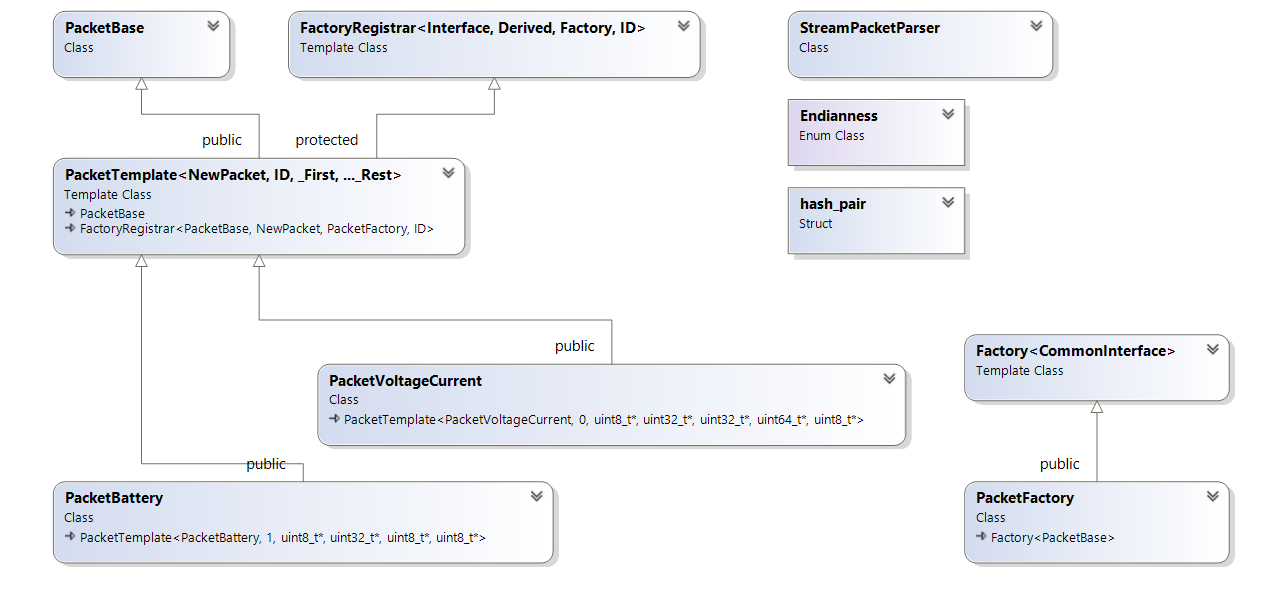 PacketBase
Class
FactoryRegistrar<Interface, Derived, Factory, ID>
Template Class
StreamPacketParser
Class
Endianness
Enum Class
public
protected
PacketTemplate<NewPacket, ID, _First, ..._Rest>
Template Class
PacketBase
FactoryRegistrar<PacketBase, NewPacket, PacketFactory, ID>
hash_pair
Struct
public
PacketVoltageCurrent
Class
PacketTemplate<PacketVoltageCurrent, 0, uint8_t*, uint32_t*, uint32_t*, uint64_t*, uint8_t*>
Factory<CommonInterface>
Template Class
public
PacketBattery
Class
PacketTemplate<PacketBattery, 1, uint8_t*, uint32_t*, uint8_t*, uint8_t*>
public
PacketFactory
Class
Factory<PacketBase>